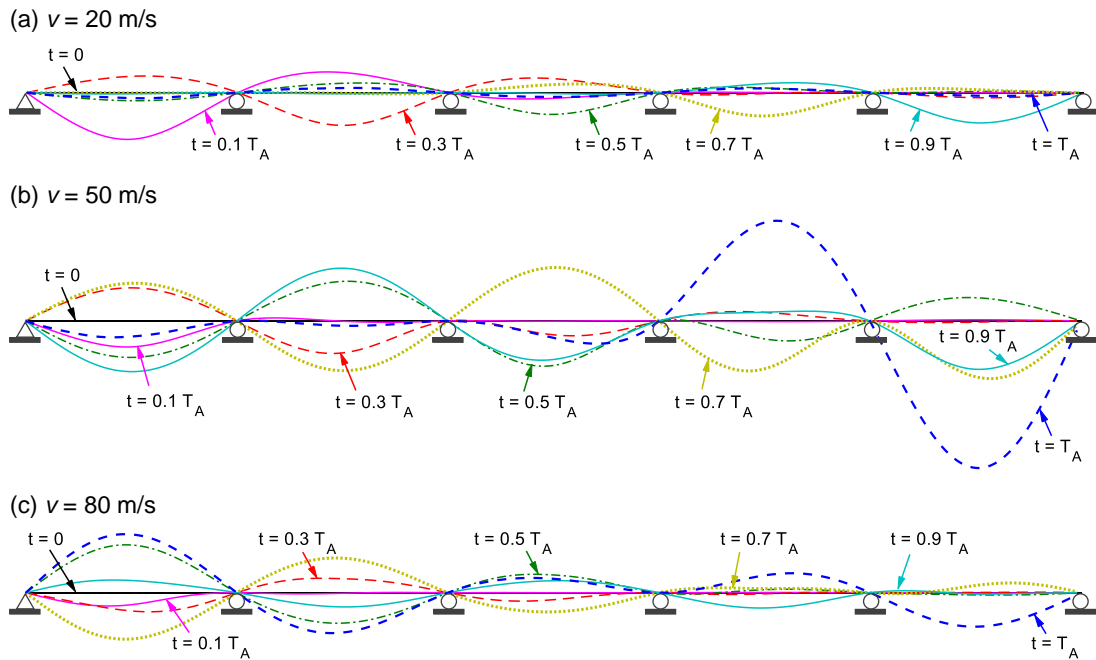 (a) v = 20 m/s
t = 0
t = 0.1 T_A
t = 0.3 T_A
t = 0.5 T_A
t = 0.7 T_A
t = 0.9 T_A
t = T_A
(b) v = 50 m/s
t = 0
t = 0.1 T_A
t = 0.3 T_A
t = 0.5 T_A
t = 0.7 T_A
t = 0.9 T_A
t = T_A
(c) v = 80 m/s
t = 0
t = 0.3 T_A
t = 0.5 T_A
t = 0.7 T_A
t = 0.9 T_A
t = 0.1 T_A
t = T_A